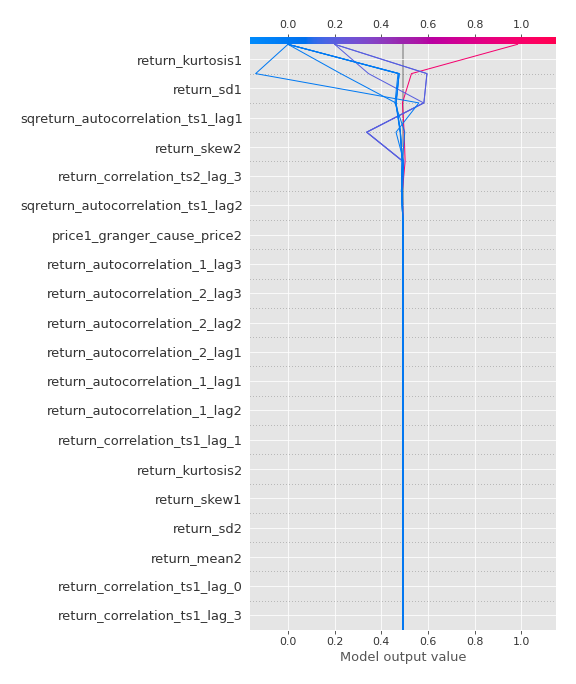 0.0 0.2 0.4 0.6 0.8 1.0
return_kurtosis1
return_sd1
sqreturn_autocorrelation_ts1_lag1
return_skew2
return_correlation_ts2_lag_3
sqreturn_autocorrelation_ts1_lag2
price1_granger_cause_price2
return_autocorrelation_1_lag3
return_autocorrelation_2_lag3
return_autocorrelation_2_lag2
return_autocorrelation_2_lag1
return_autocorrelation_1_lag1
return_autocorrelation_1_lag2
return_correlation_ts1_lag_1
return_kurtosis2
return_skew1
return_sd2
return_mean2
return_correlation_ts1_lag_0
return_correlation_ts1_lag_3
0.0 0.2 0.4 0.6 0.8 1.0
Model output value